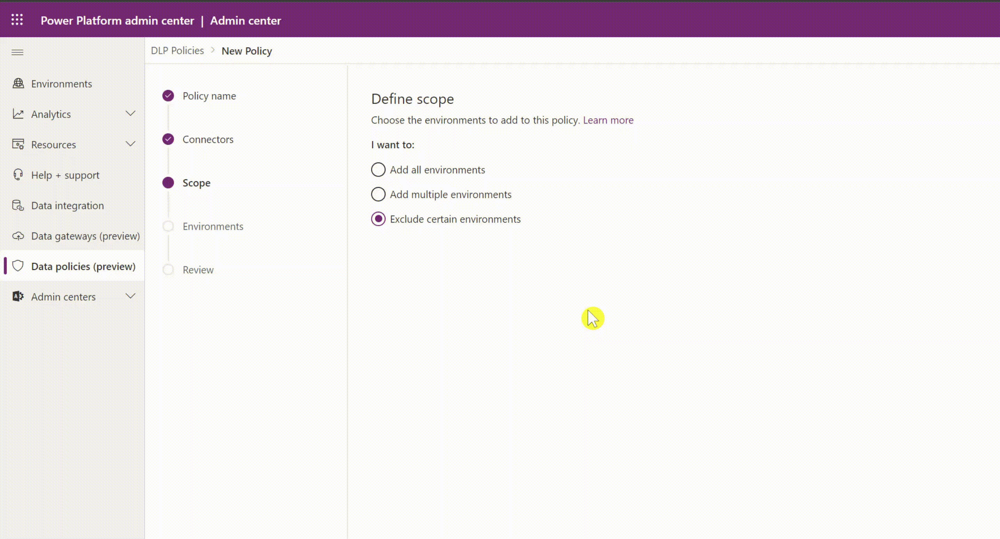 Power Platform admin center | Admin center
DLP Policies > New Policy
Environments
Analytics
Resources
Help + support
Data integration
Data gateways (preview)
Data policies (preview)
Admin centers
Policy name
Connectors
Scope
Environments
Review
Define scope
Choose the environments to add to this policy. Learn more
I want to:
Add all environments
Add multiple environments
Exclude certain environments